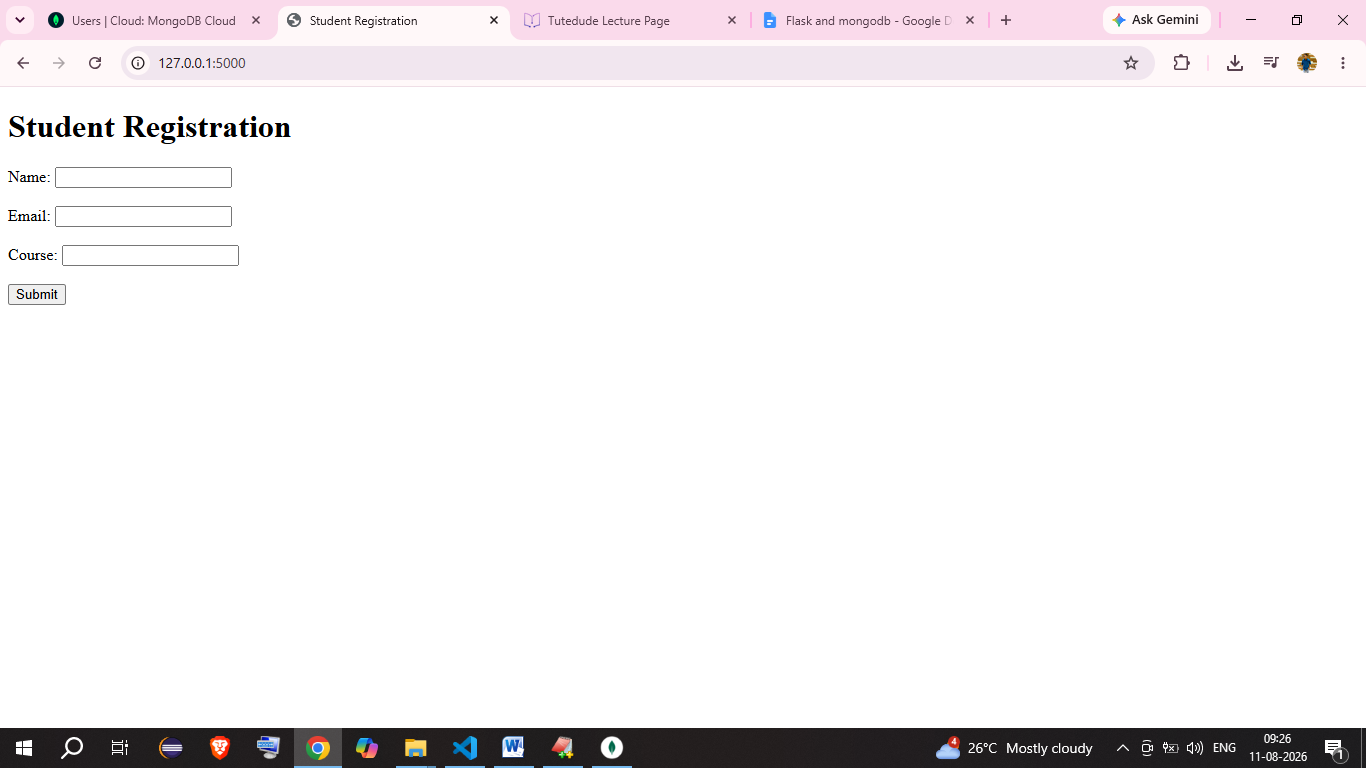 Users | Cloud: MongoDB Cloud
Student Registration
Tutedude Lecture Page
Flask and mongodb - Google D
Ask Gemini
127.0.0.1:5000
Student Registration
Name:
Email:
Course:
Submit
4
26°C Mostly cloudy
ENG
09:26
11-08-2026
1